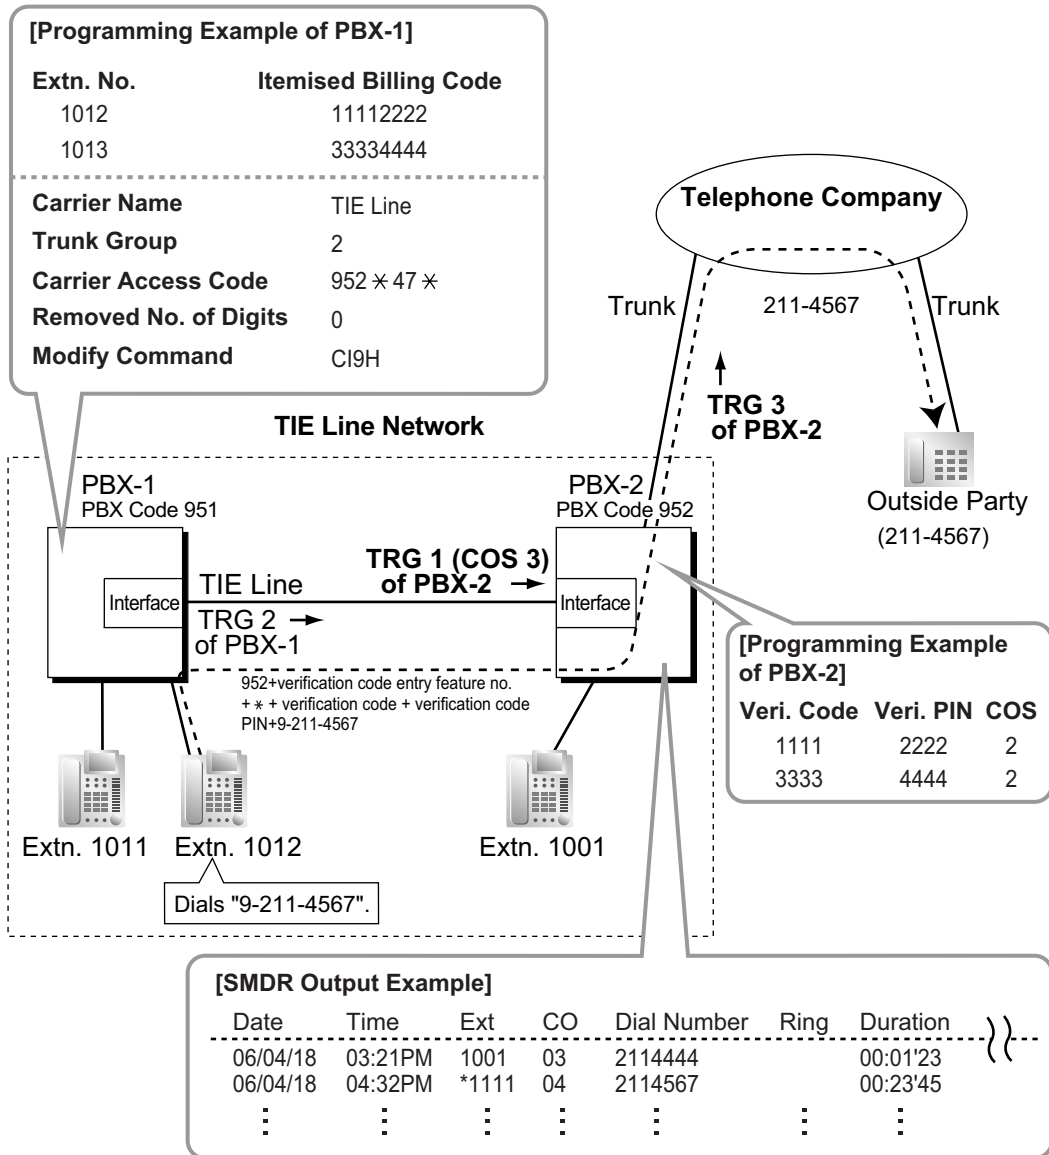 [Programming Example of PBX-1]
Extn. No. Itemised Billing Code
1012 11112222
1013 33334444
Carrier Name TIE Line
Trunk Group 2
Carrier Access Code 952 * 47 *
Removed No. of Digits 0
Modify Command CI9H
Telephone Company
Trunk 211-4567 Trunk
TRG 3
of PBX-2
Outside Party
(211-4567)
TIE Line Network
PBX-1
PBX Code 951
PBX-2
PBX Code 952
Interface
TIE Line
TRG 2 →
of PBX-1
TRG 1 (COS 3)
of PBX-2 →
Interface
952+verification code entry feature no.
+ * + verification code + verification code
PIN+9-211-4567
[Programming Example
of PBX-2]
Veri. Code Veri. PIN COS
1111 2222 2
3333 4444 2
Extn. 1011 Extn. 1012 Extn. 1001
Dials "9-211-4567".
[SMDR Output Example]
Date Time Ext CO Dial Number Ring Duration
06/04/18 03:21PM 1001 03 2114444 00:01'23
06/04/18 04:32PM *1111 04 2114567 00:23'45